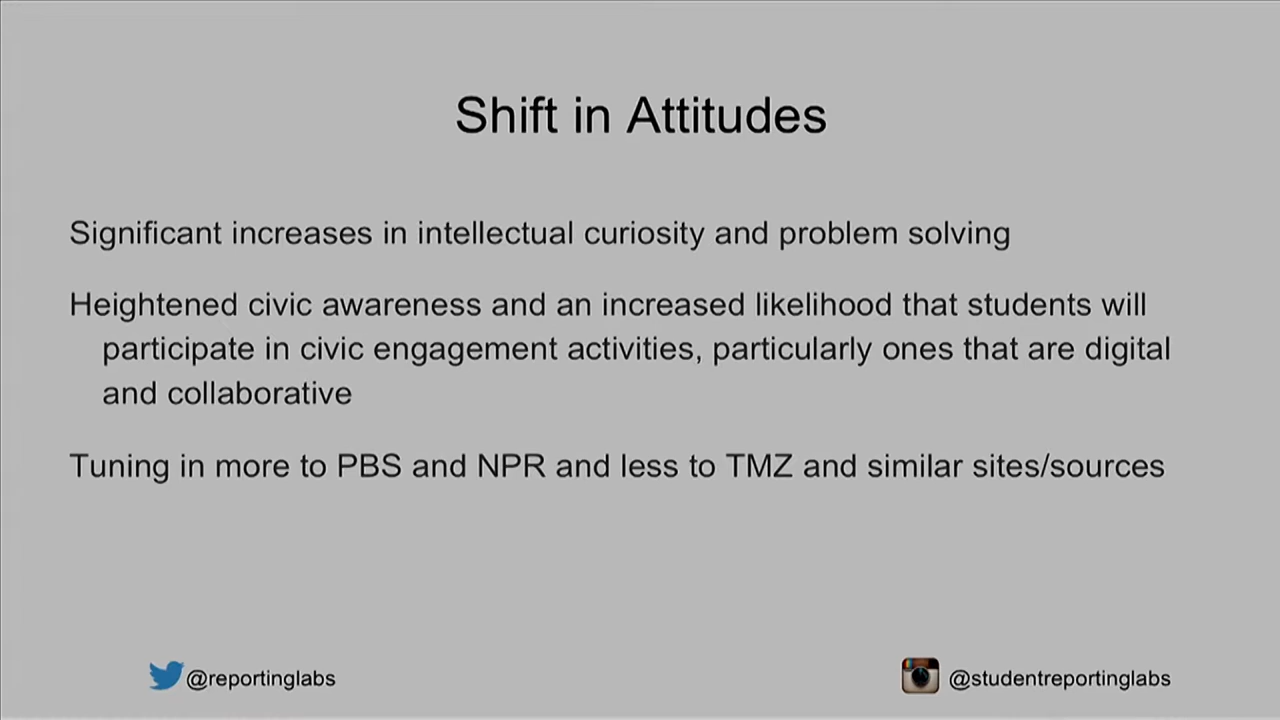 Shift in Attitudes
Significant increases in intellectual curiosity and problem solving
Heightened civic awareness and an increased likelihood that students will
participate in civic engagement activities, particularly ones that are digital
and collaborative
Tuning in more to PBS and NPR and less to TMZ and similar sites/sources
@reportinglabs
@studentreportinglabs